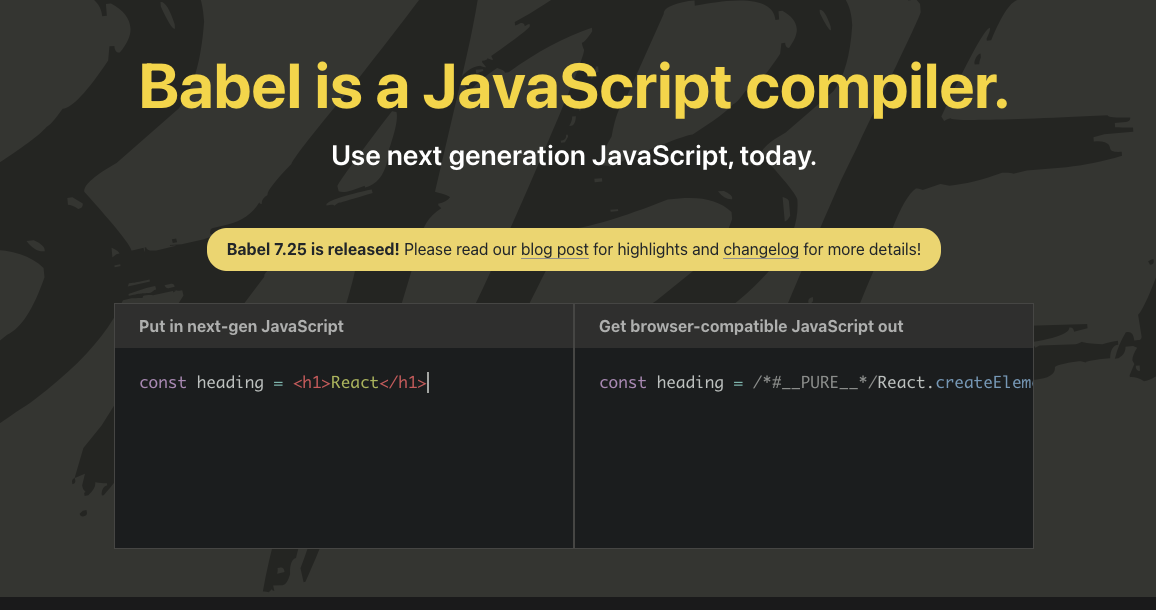 Babel is a JavaScript compiler.
Use next generation JavaScript, today.
Babel 7.25 is released! Please read our blog post for highlights and changelog for more details!
Put in next-gen JavaScript
Get browser-compatible JavaScript out
const heading = <h1>React</h1>
const heading = /*#__PURE__*/React.createElem